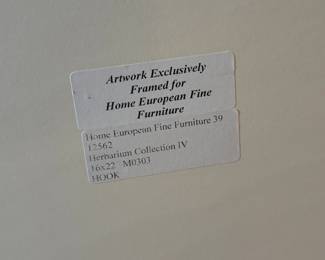 Artwork Exclusively
Framed for
Home European Fine
Furniture
Home European Fine Furniture 39
12562
Herbarium Collection IV
16x22 M0303
HOOK